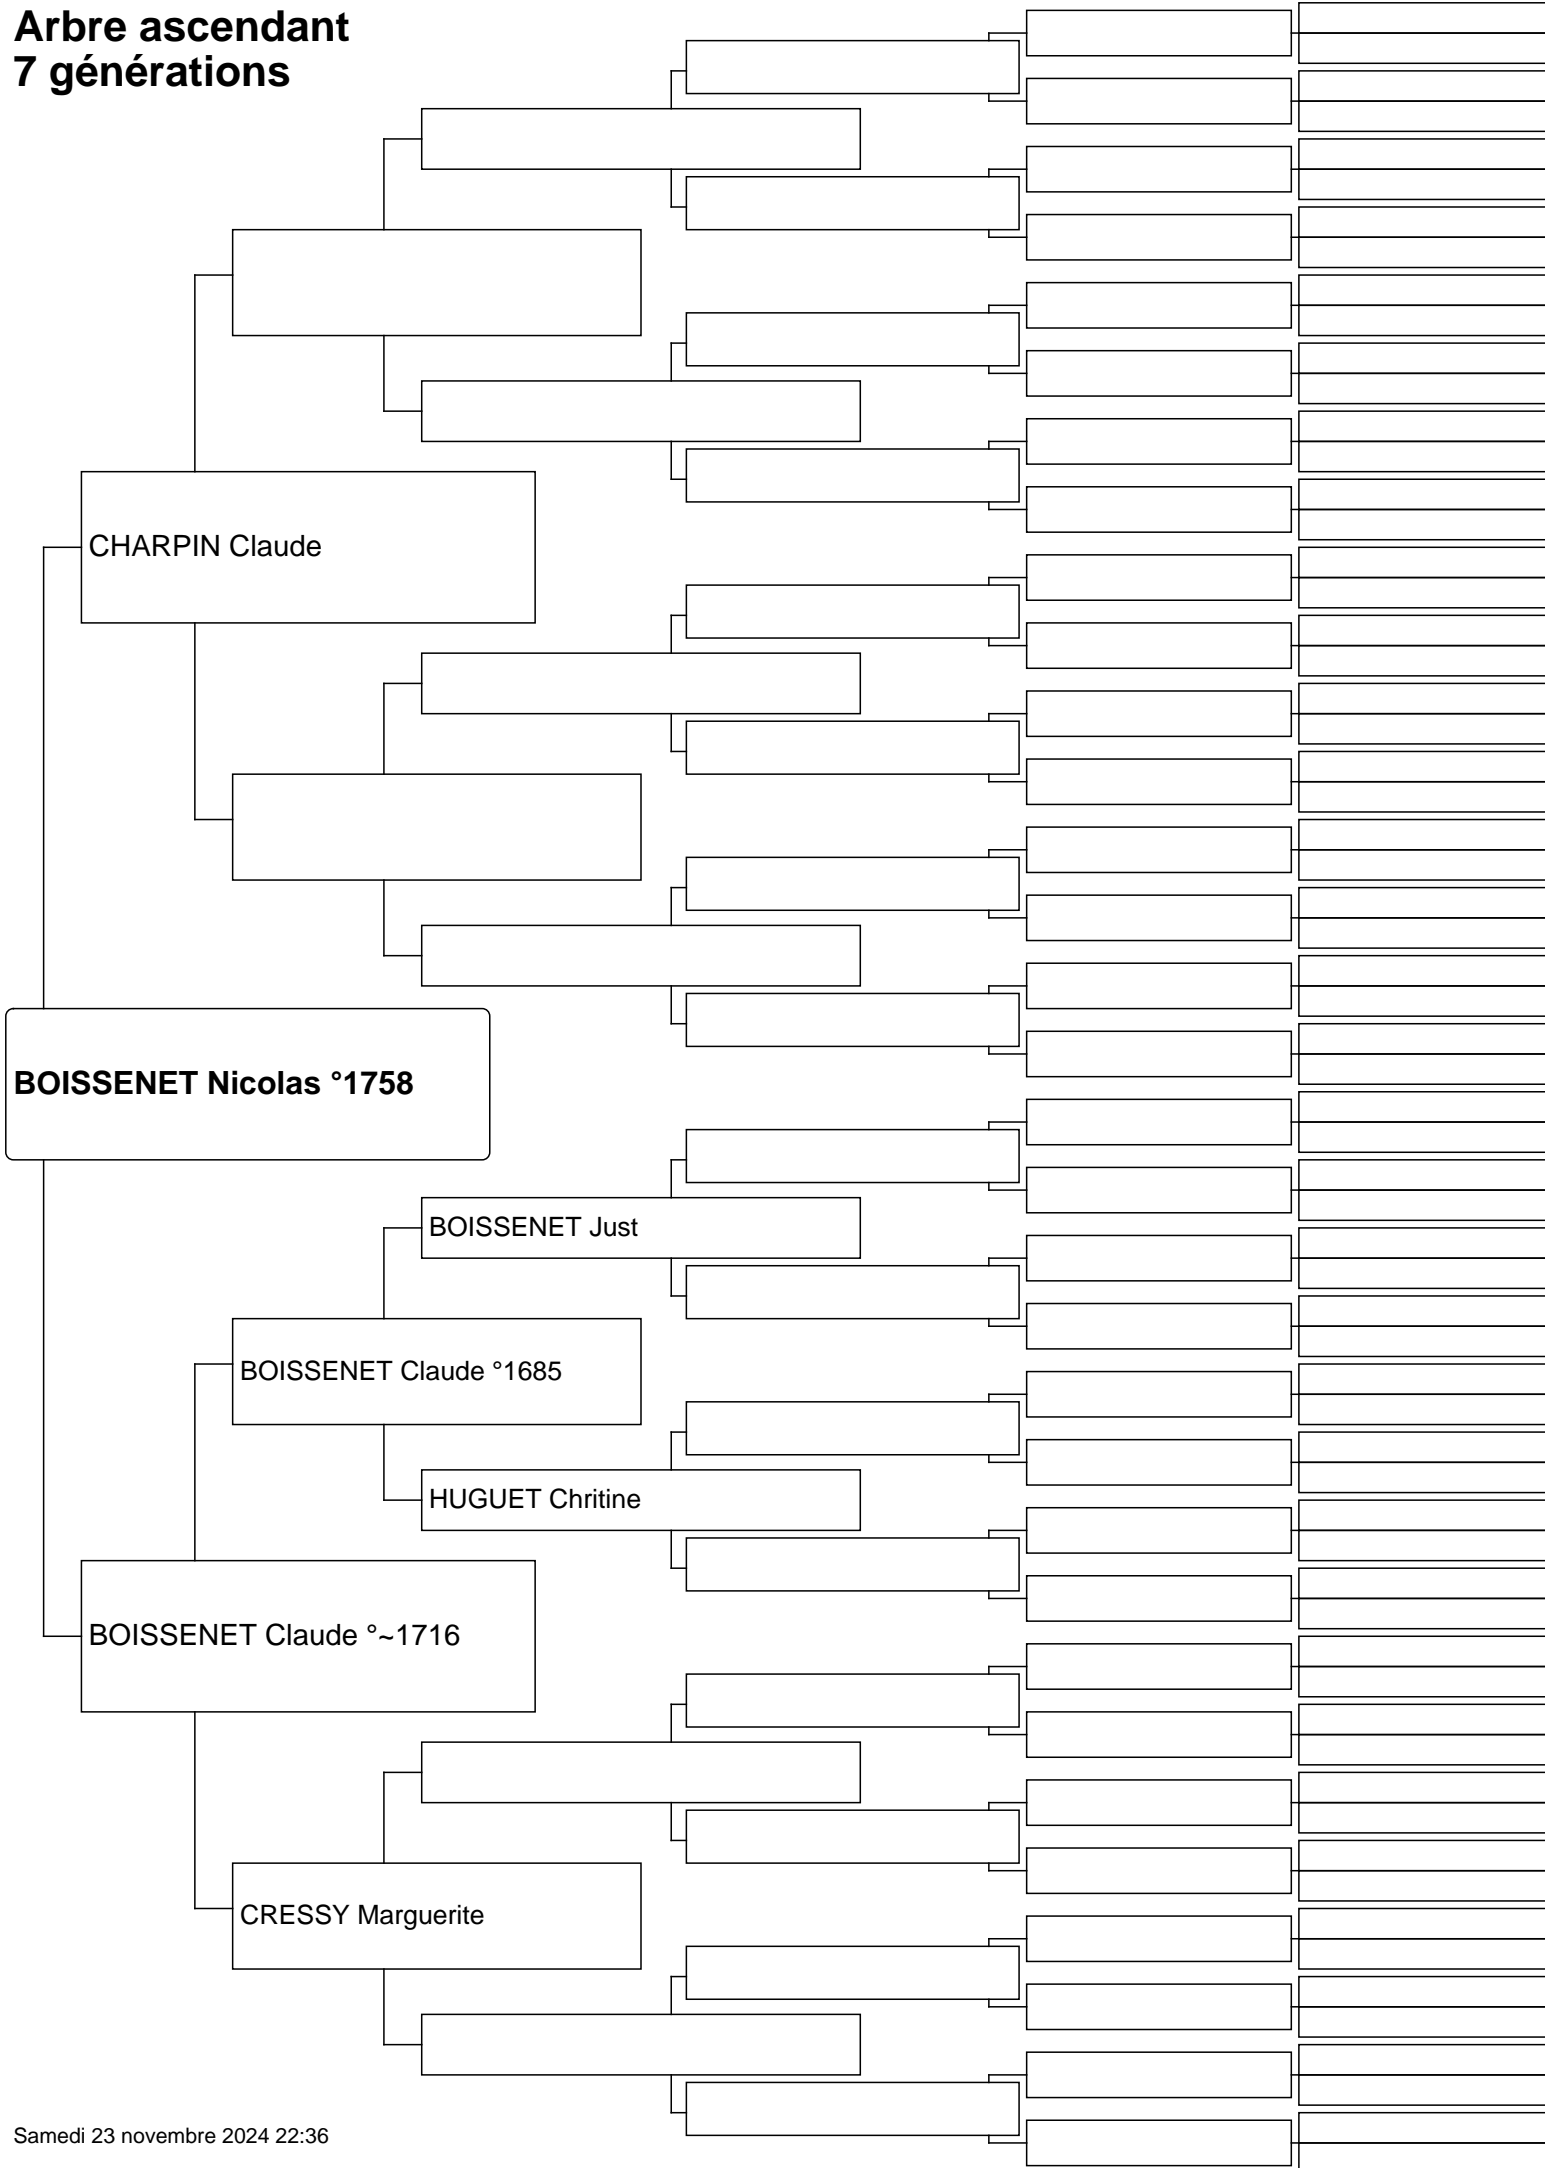 Arbre ascendant
7 générations
CHARPIN Claude
BOISSENET Nicolas °1758
BOISSENET Just
BOISSENET Claude °1685
HUGUET Chritine
BOISSENET Claude °~1716
CRESSY Marguerite
Samedi 23 novembre 2024 22:36